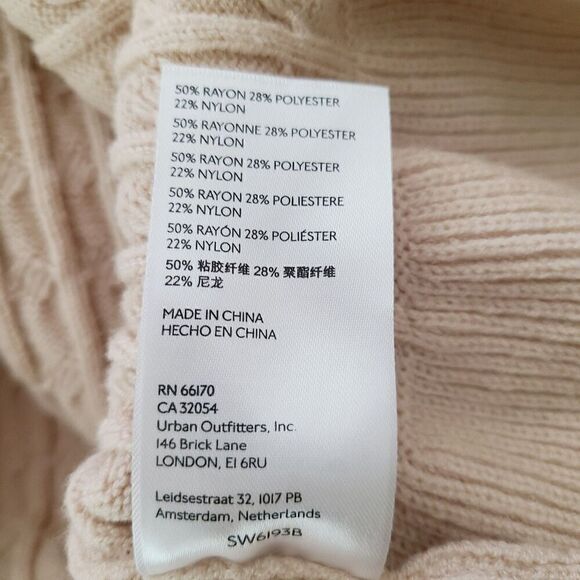 50% RAYON 28% POLYESTER
22% NYLON
50% RAYONNE 28% POLYESTER
22% NYLON
50% RAYON 28% POLYESTER
22% NYLON
50% RAYON 28% POLIESTERE
22% NYLON
50% RAYÓN 28% POLIÉSTER
22% NYLON
50% 粘胶纤维 28% 聚酯纤维
22% 尼龙
MADE IN CHINA
HECHO EN CHINA
RN 66170
CA 32054
Urban Outfitters, Inc.
146 Brick Lane
LONDON, E1 6RU
Leidsestraat 32, 1017 PB
Amsterdam, Netherlands
SW6193B